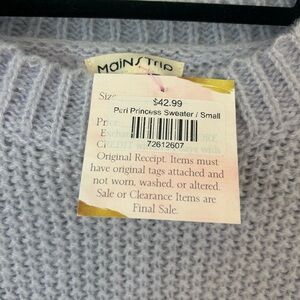 Main Strip
Size
$42.99
Peri Princess Sweater / Small
Price
72612607
Original Receipt. Items must
have original tags attached and
not worn, washed, or altered.
Sale or Clearance Items are
Final Sale.